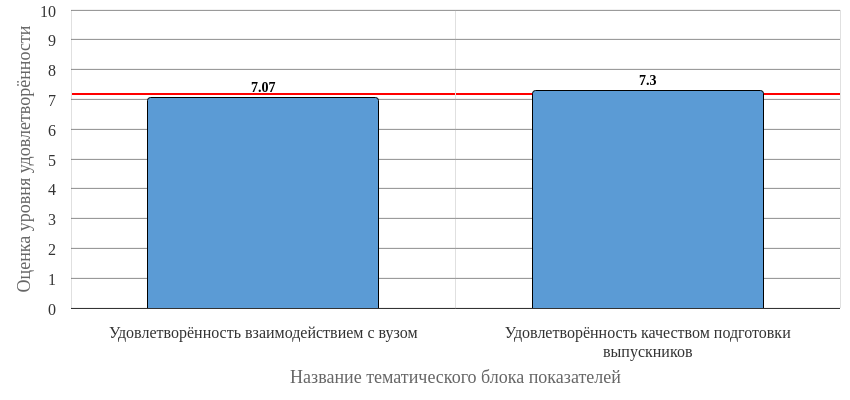 10
9
8
7
6
5
4
3
2
1
0
Оценка уровня удовлетворённости
7.07
7.3
Удовлетворённость взаимодействием с вузом
Удовлетворённость качеством подготовки
выпускников
Название тематического блока показателей